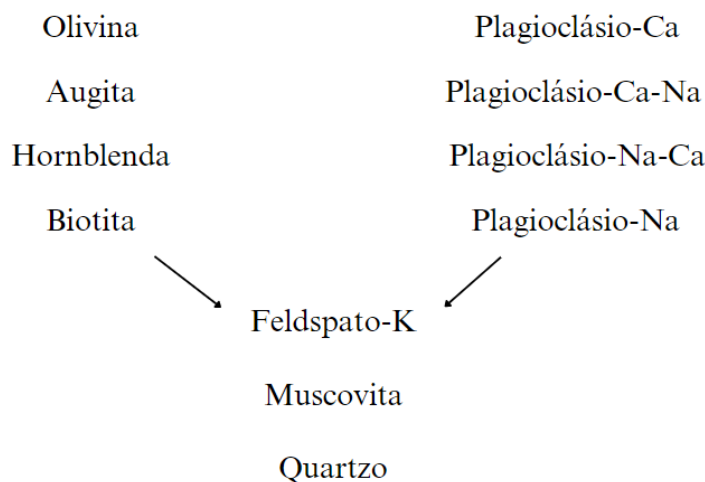 Olivina
Plagioclásio-Ca
Augita
Plagioclásio-Ca-Na
Hornblenda
Plagioclásio-Na-Ca
Biotita
Plagioclásio-Na
Feldspato-K
Muscovita
Quartzo